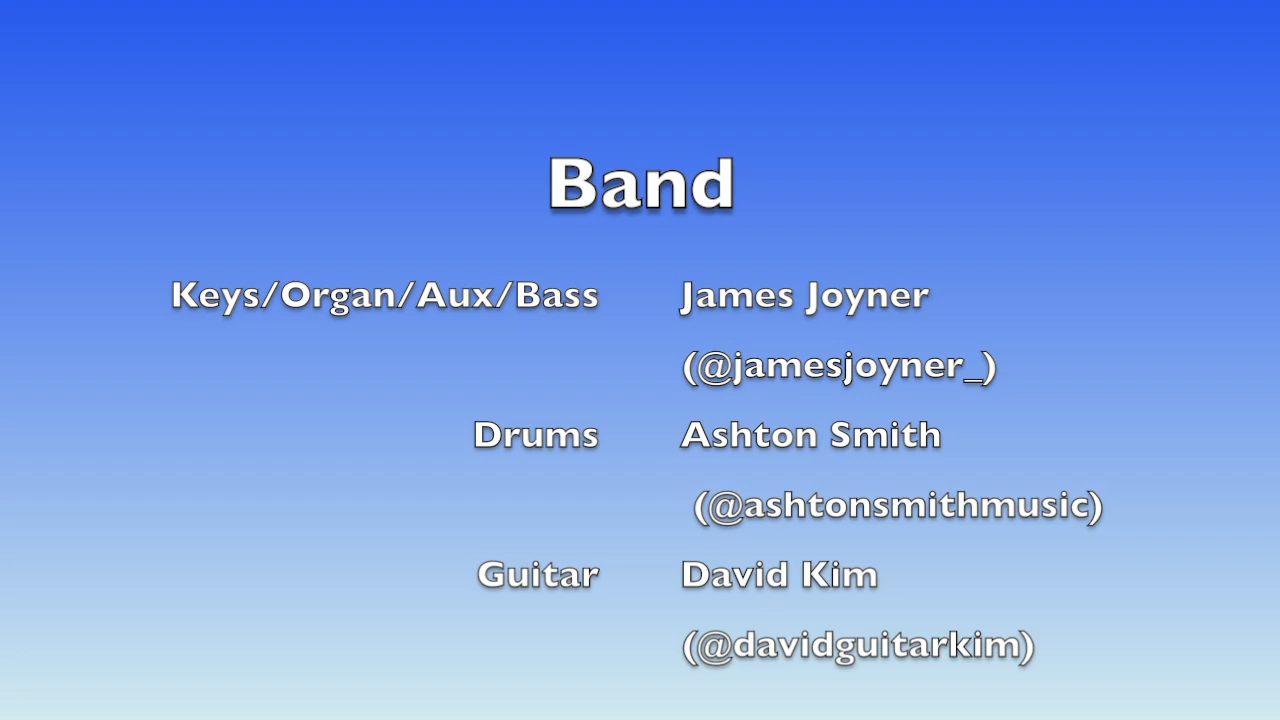 Band
Keys/Organ/Aux/Bass James Joyner
(@jamesjoyner_)
Drums Ashton Smith
(@ashtonsmithmusic)
Guitar David Kim
(@davidguitarkim)